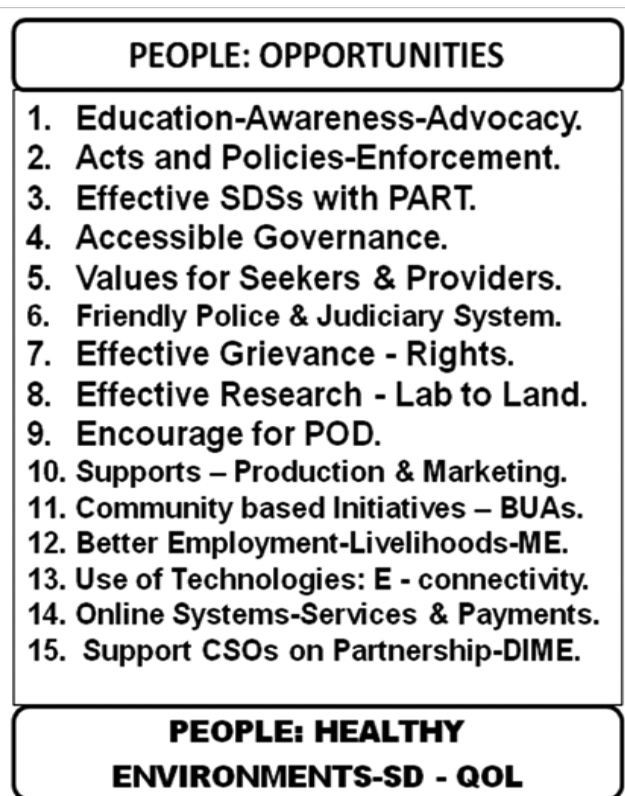 PEOPLE: OPPORTUNITIES
1. Education-Awareness-Advocacy.
2. Acts and Policies-Enforcement.
3. Effective SDSs with PART.
4. Accessible Governance.
5. Values for Seekers & Providers.
6. Friendly Police & Judiciary System.
7. Effective Grievance - Rights.
8. Effective Research - Lab to Land.
9. Encourage for POD.
10. Supports – Production & Marketing.
11. Community based Initiatives – BUAs.
12. Better Employment-Livelihoods-ME.
13. Use of Technologies: E - connectivity.
14. Online Systems-Services & Payments.
15. Support CSOs on Partnership-DIME.
PEOPLE: HEALTHY
ENVIRONMENTS-SD - QOL